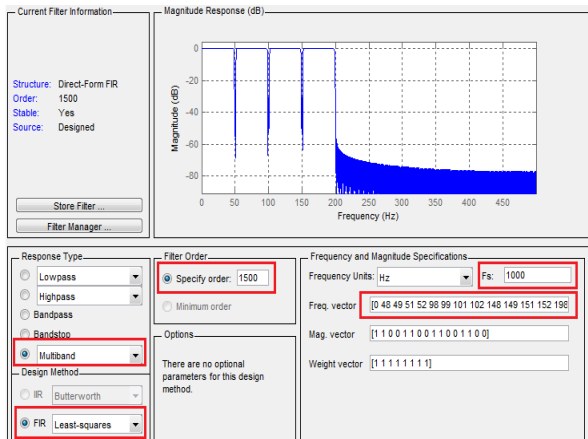 Current Filter Information
Structure: Direct-Form FIR
Order: 1500
Stable: Yes
Source: Designed
Store Filter ...
Filter Manager ...
Magnitude Response (dB)
Magnitude (dB)
0
-20
-40
-60
-80
0 50 100 150 200 250 300 350 400 450
Frequency (Hz)
Response Type
Lowpass
Highpass
Bandpass
Bandstop
Multiband
Design Method
IIR Butterworth
FIR Least-squares
Filter Order
Specify order: 1500
Minimum order
Options
There are no optional
parameters for this design
method.
Frequency and Magnitude Specifications
Frequency Units: Hz Fs: 1000
Freq. vector [0 48 49 51 52 98 99 101 102 148 149 151 152 198
Mag. vector [1 1 0 0 1 1 0 0 1 1 0 0 1 1 0 0]
Weight vector [1 1 1 1 1 1 1 1]